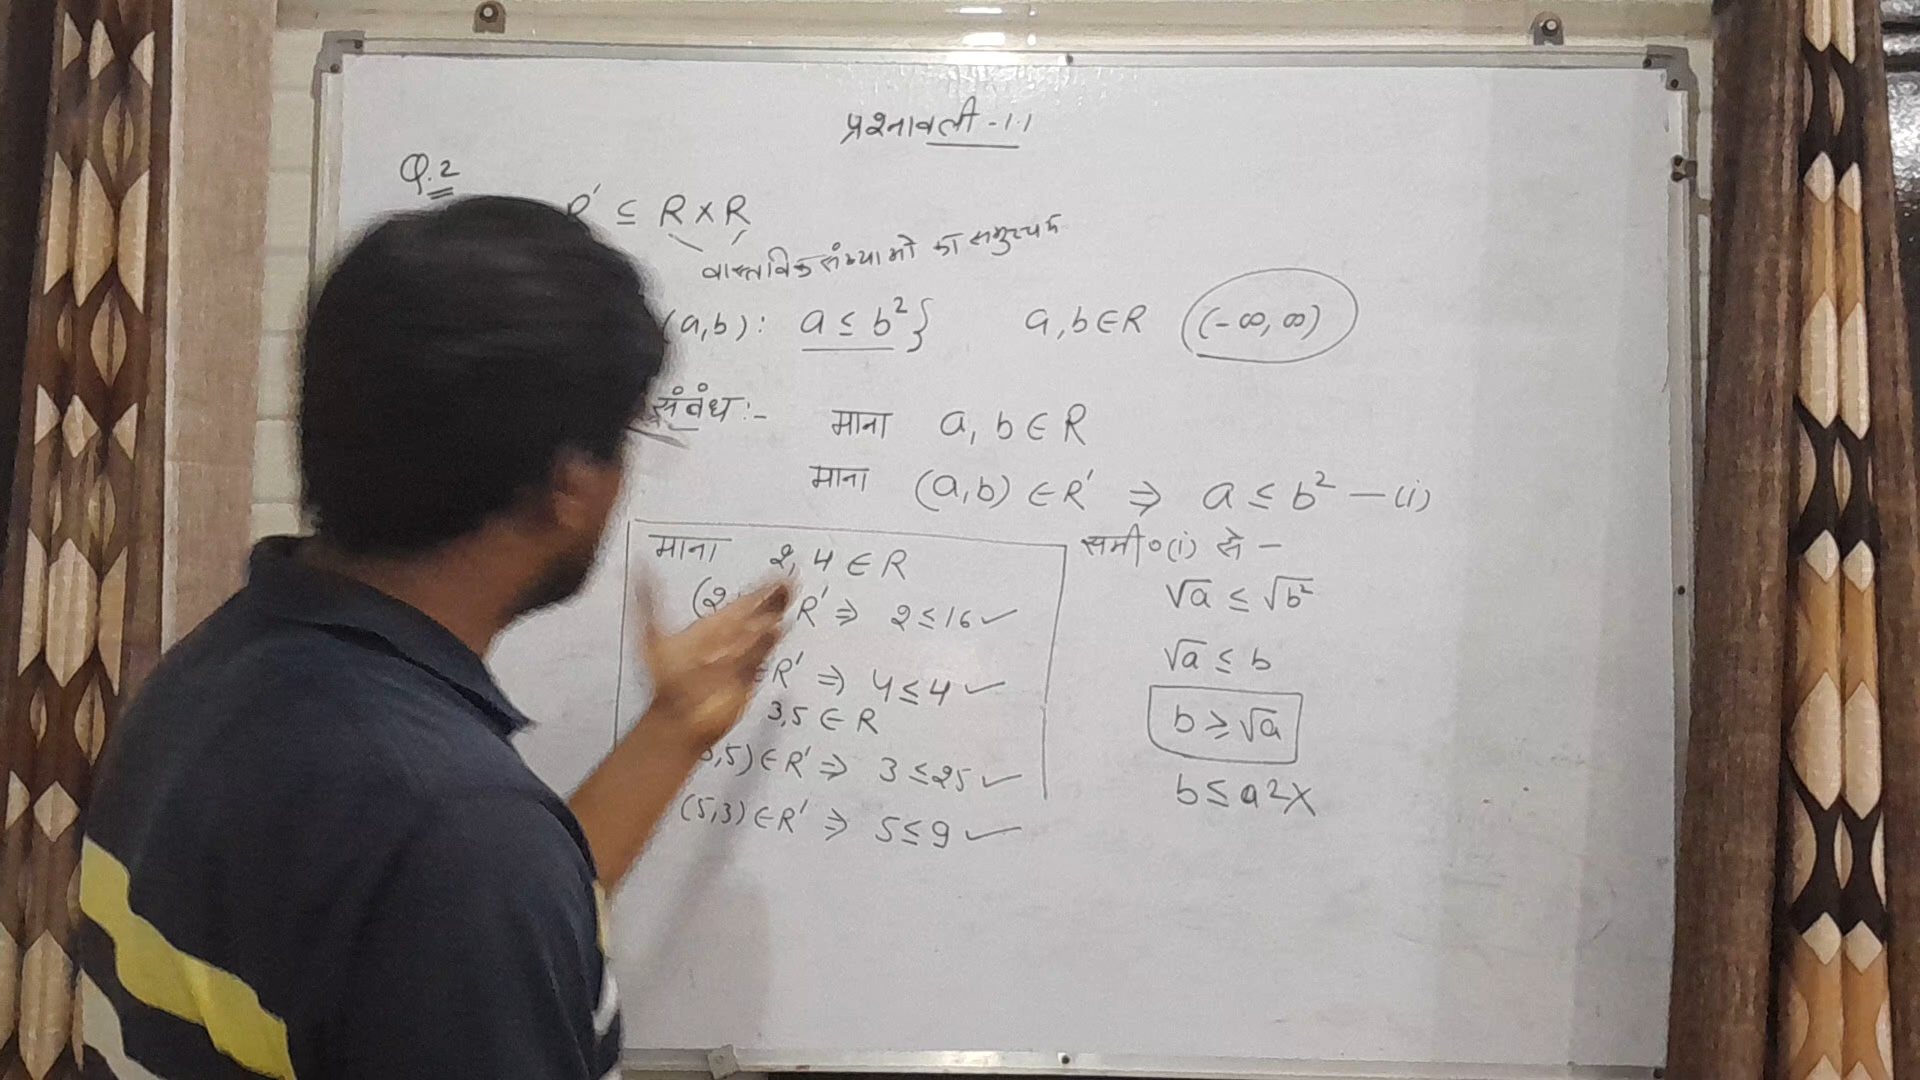 प्रश्नावली - 1.1
Q.2
R' ⊆ R × R
वास्तविक संख्याओ का समुच्चय
(a,b) : a ≤ b² }    a, b ∈ R    (-∞, ∞)
संबंध :-    माना    a, b ∈ R
माना    (a, b) ∈ R' ⇒ a ≤ b² — (i)
समी०(i) से -
√a ≤ √b²
√a ≤ b
b ≥ √a
b ≤ a2 X
माना    2, 4 ∈ R
(2 R' ⇒ 2 ≤ 16 ✓
∈ R' ⇒ 4 ≤ 4 ✓
3,5 ∈ R
,5) ∈ R' ⇒ 3 ≤ 25 ✓
(5,3) ∈ R' ⇒ 5 ≤ 9 ✓